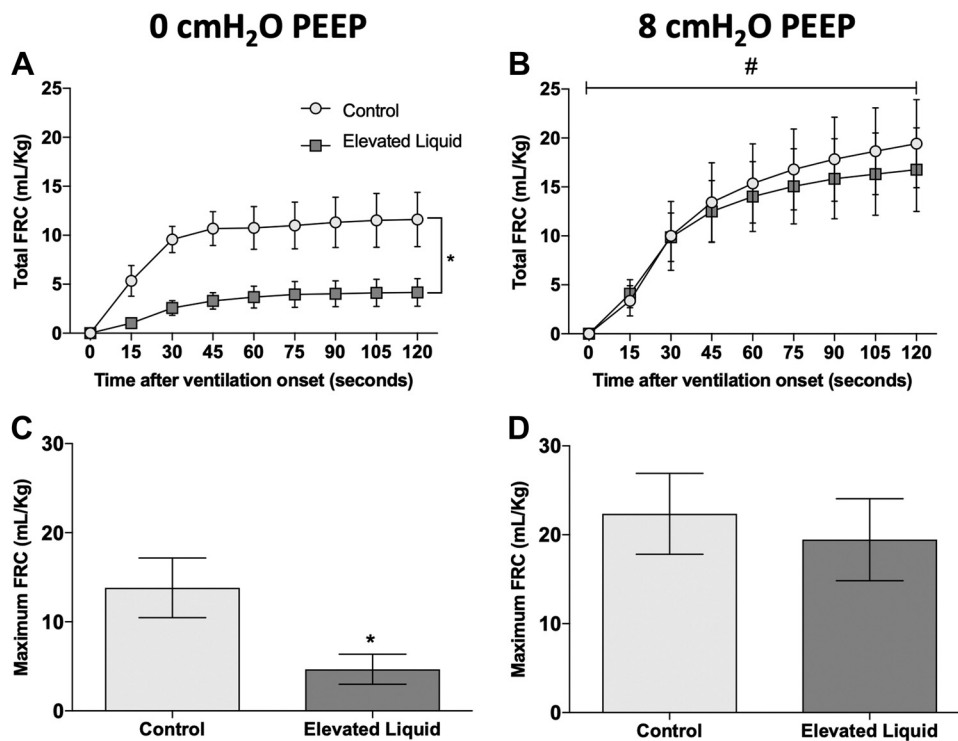 0 cmH₂O PEEP
8 cmH₂O PEEP
A
Total FRC (mL/Kg)
25
20
15
10
5
0
Control
Elevated Liquid
*
0 15 30 45 60 75 90 105 120
Time after ventilation onset (seconds)
B
#
Total FRC (mL/Kg)
25
20
15
10
5
0
0 15 30 45 60 75 90 105 120
Time after ventilation onset (seconds)
C
Maximum FRC (mL/Kg)
30
20
10
0
*
Control Elevated Liquid
D
Maximum FRC (mL/Kg)
30
20
10
0
Control Elevated Liquid